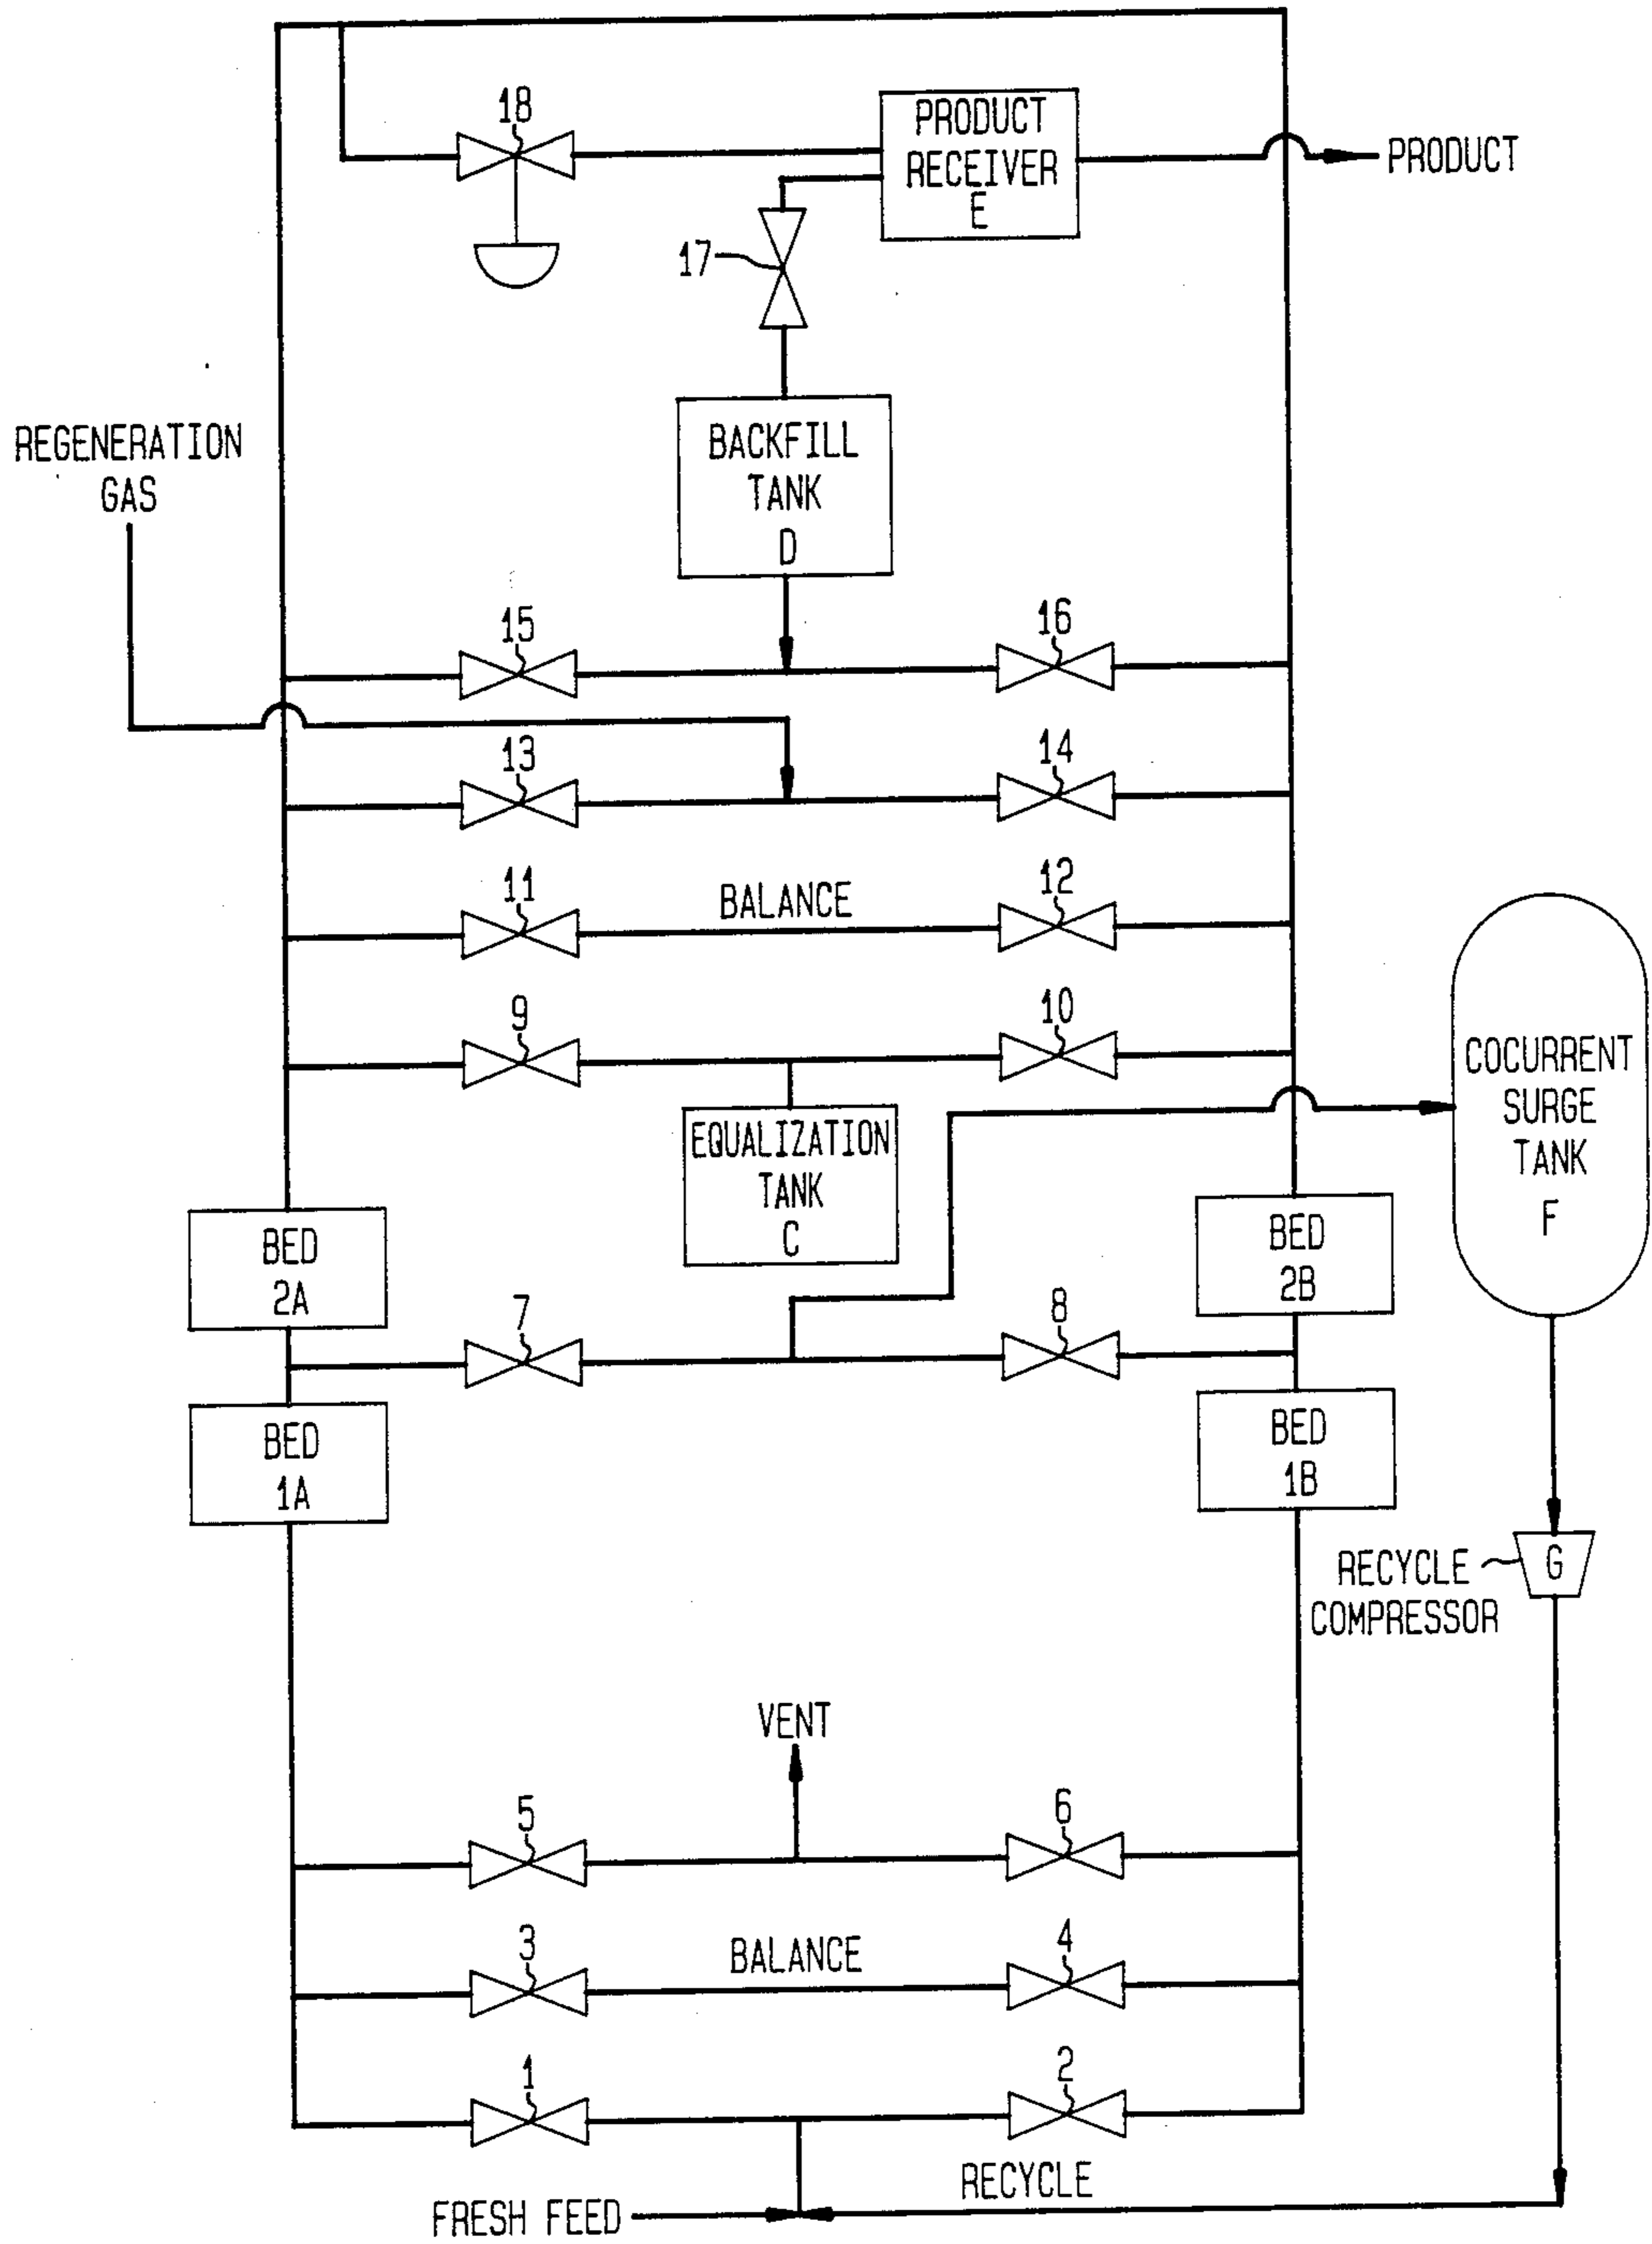 18
PRODUCT
RECEIVER
E
PRODUCT
17
REGENERATION
GAS
BACKFILL
TANK
D
15
16
13
14
11
BALANCE
12
9
10
EQUALIZATION
TANK
C
COCURRENT
SURGE
TANK
F
BED
2A
BED
2B
7
8
BED
1A
BED
1B
G
RECYCLE
COMPRESSOR
VENT
5
6
3
BALANCE
4
1
2
RECYCLE
FRESH FEED